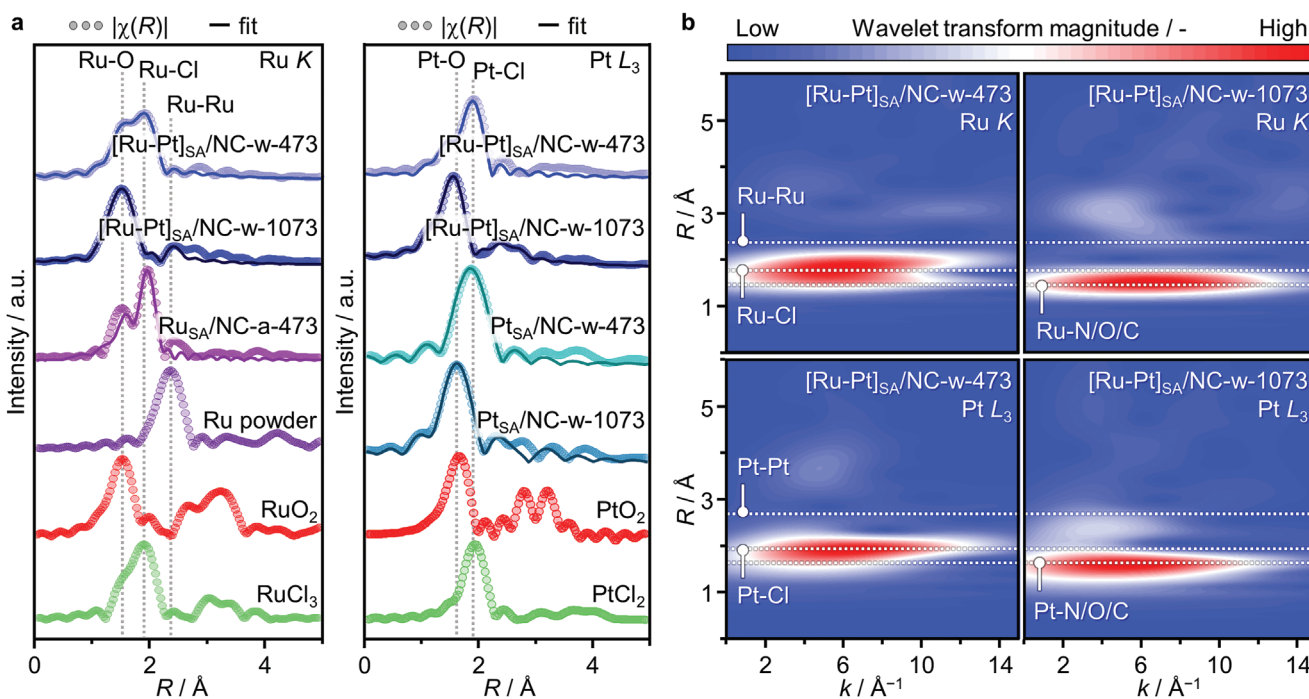 a
|χ(R)|
fit
|χ(R)|
fit
Ru-O
Ru-Cl
Ru K
Ru-Ru
[Ru-Pt]SA/NC-w-473
[Ru-Pt]SA/NC-w-1073
RuSA/NC-a-473
Ru powder
RuO2
RuCl3
Intensity / a.u.
0 2 4
R / Å
Pt-O
Pt-Cl
Pt L3
[Ru-Pt]SA/NC-w-473
[Ru-Pt]SA/NC-w-1073
PtSA/NC-w-473
PtSA/NC-w-1073
PtO2
PtCl2
Intensity / a.u.
0 2 4
R / Å
b
Low Wavelet transform magnitude / - High
[Ru-Pt]SA/NC-w-473
Ru K
Ru-Ru
Ru-Cl
[Ru-Pt]SA/NC-w-1073
Ru K
Ru-N/O/C
5
3
1
R / Å
[Ru-Pt]SA/NC-w-473
Pt L3
Pt-Pt
Pt-Cl
[Ru-Pt]SA/NC-w-1073
Pt L3
Pt-N/O/C
5
3
1
R / Å
2 6 10 14
k / Å⁻¹
2 6 10 14
k / Å⁻¹